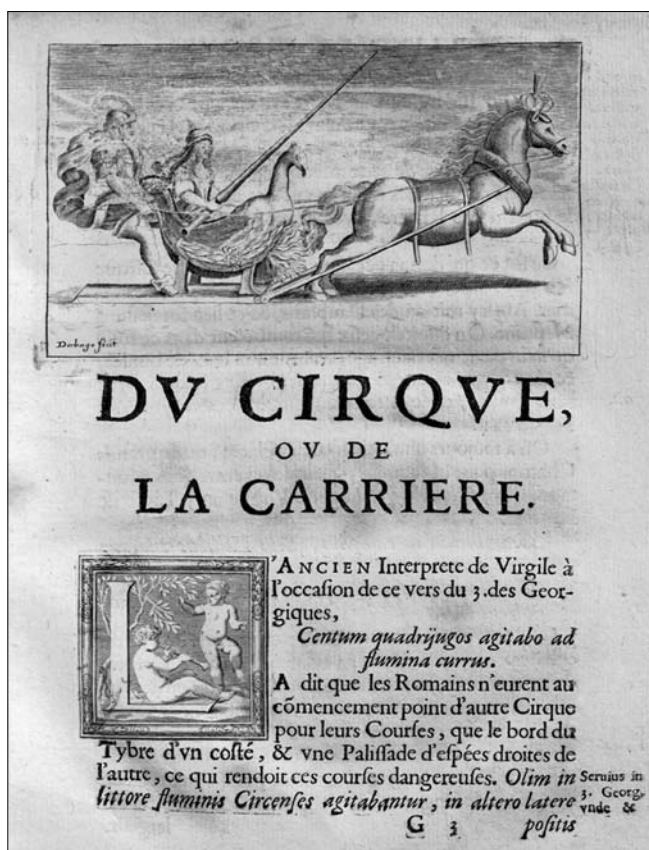 DV CIRQVE,
OV DE
LA CARRIERE.
L'ANCIEN Interprete de Virgile à
l'occaſion de ce vers du 3. des Geor-
giques,
Centum quadrijugos agitabo ad
flumina currus.
A dit que les Romains n'eurent au
cõmencement point d'autre Cirque
pour leurs Courſes, que le bord du
Tybre d'vn coſté, & vne Paliſſade d'eſpées droites de
l'autre, ce qui rendoit ces courſes dangereuſes. Olim in
littore fluminis Circenſes agitabantur, in altero latere
Seruius in
3. Georg.
vnde &
G 3
poſitis